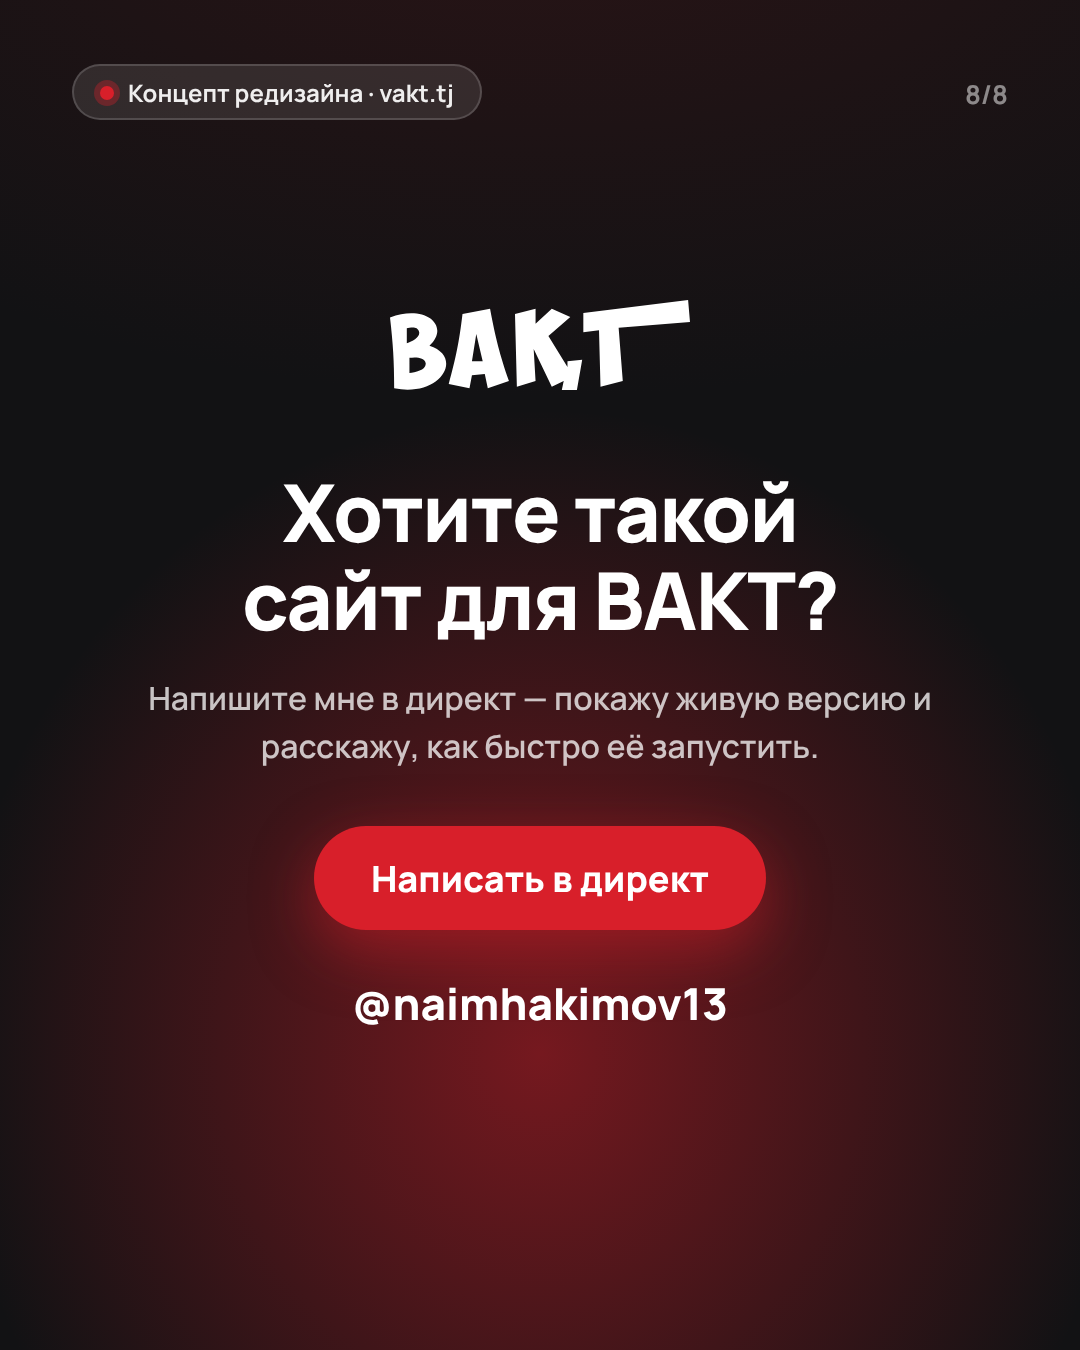 Концепт редизайна · vakt.tj
8/8
ВАҚТ
Хотите такой
сайт для ВАКТ?
Напишите мне в директ — покажу живую версию и
расскажу, как быстро её запустить.
Написать в директ
@naimhakimov13